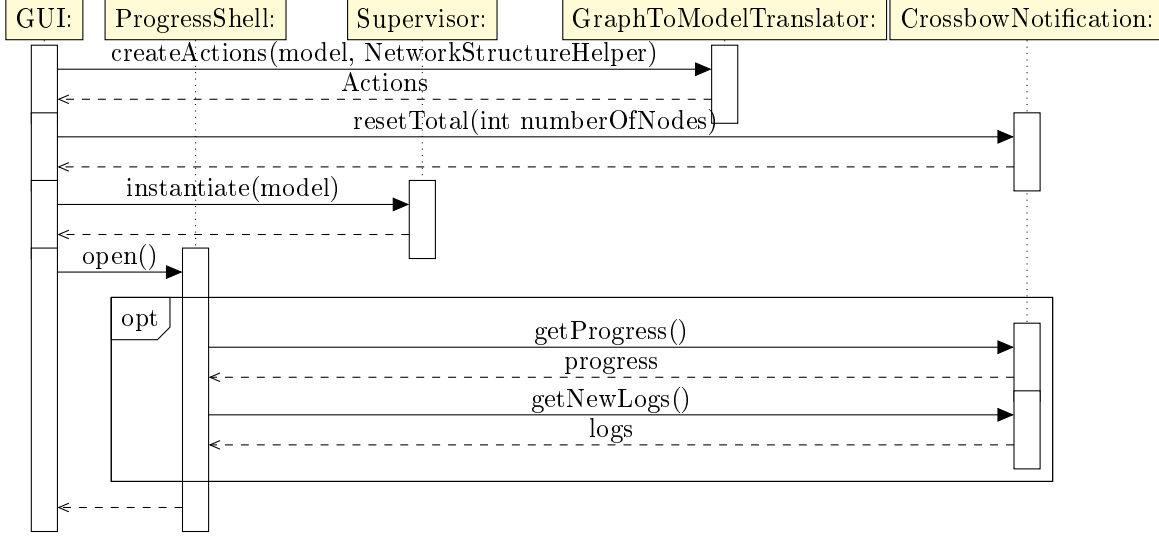 GUI: ProgressShell: Supervisor: GraphToModelTranslator: CrossbowNotification:
createActions(model, NetworkStructureHelper)
Actions
resetTotal(int numberOfNodes)
instantiate(model)
open()
opt
getProgress()
progress
getNewLogs()
logs